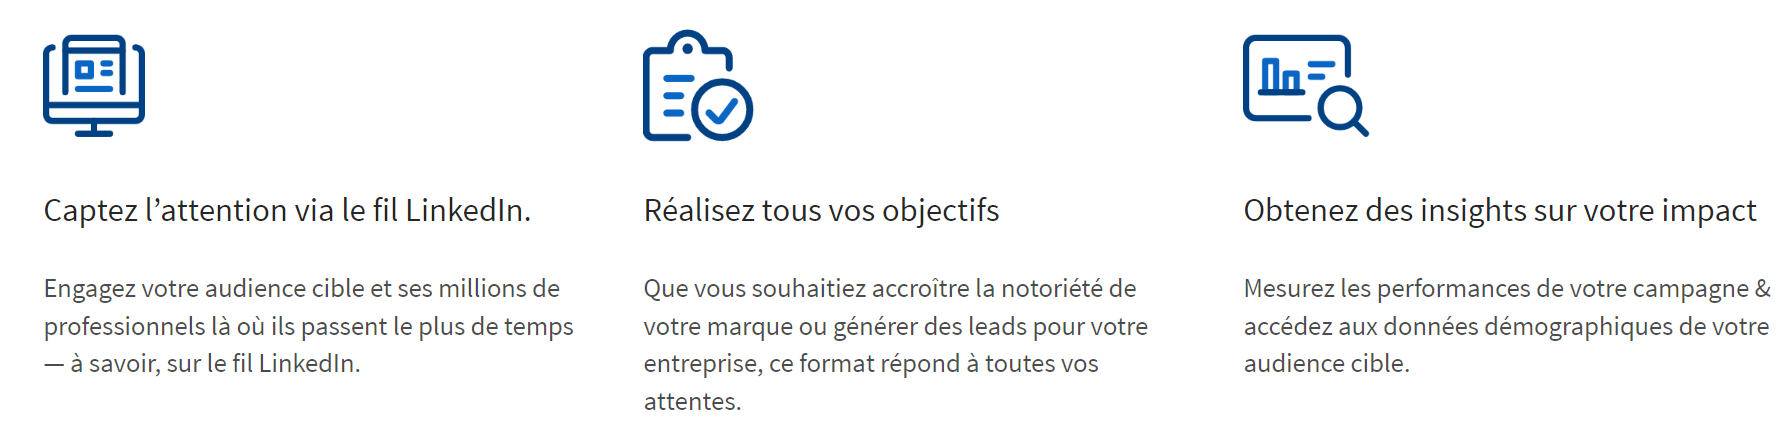 Captez l’attention via le fil LinkedIn.
Engagez votre audience cible et ses millions de
professionnels là où ils passent le plus de temps
— à savoir, sur le fil LinkedIn.
Réalisez tous vos objectifs
Que vous souhaitiez accroître la notoriété de
votre marque ou générer des leads pour votre
entreprise, ce format répond à toutes vos
attentes.
Obtenez des insights sur votre impact
Mesurez les performances de votre campagne &
accédez aux données démographiques de votre
audience cible.